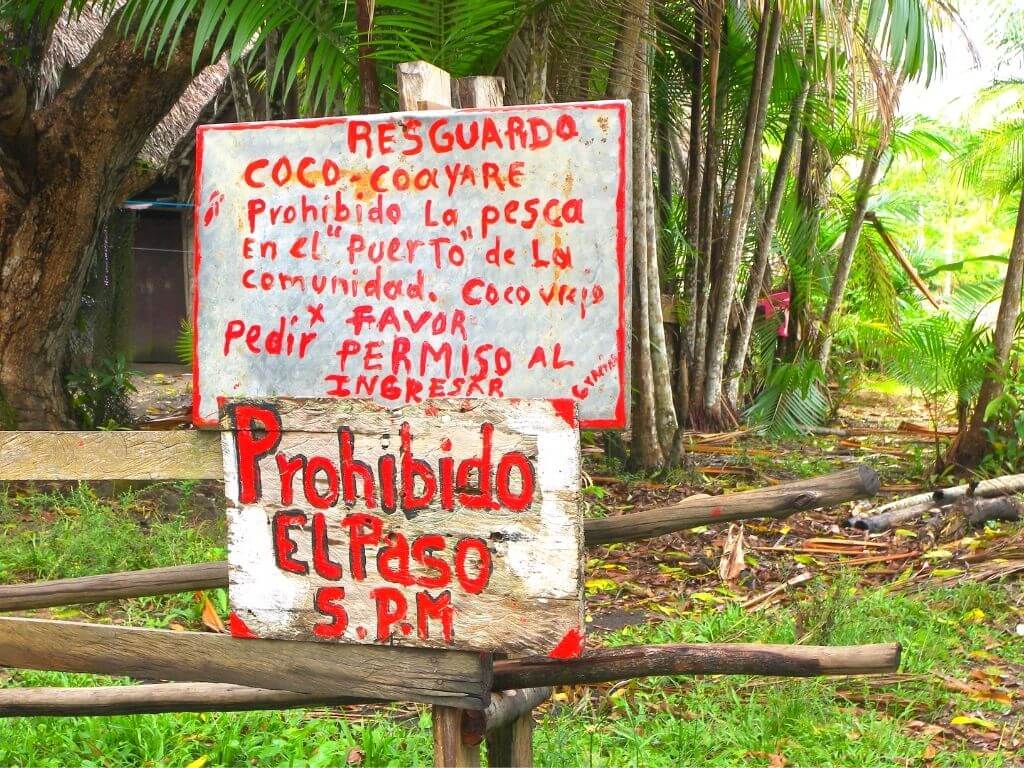 RESGUARDO
COCO-COAYARE
Prohibido La pesca
En el "PuerTo" de La
comunidad. Coco viejo
Pedir x FAVOR
PERMISO AL
INGRESAR
Prohibido
EL Paso
S.P.M